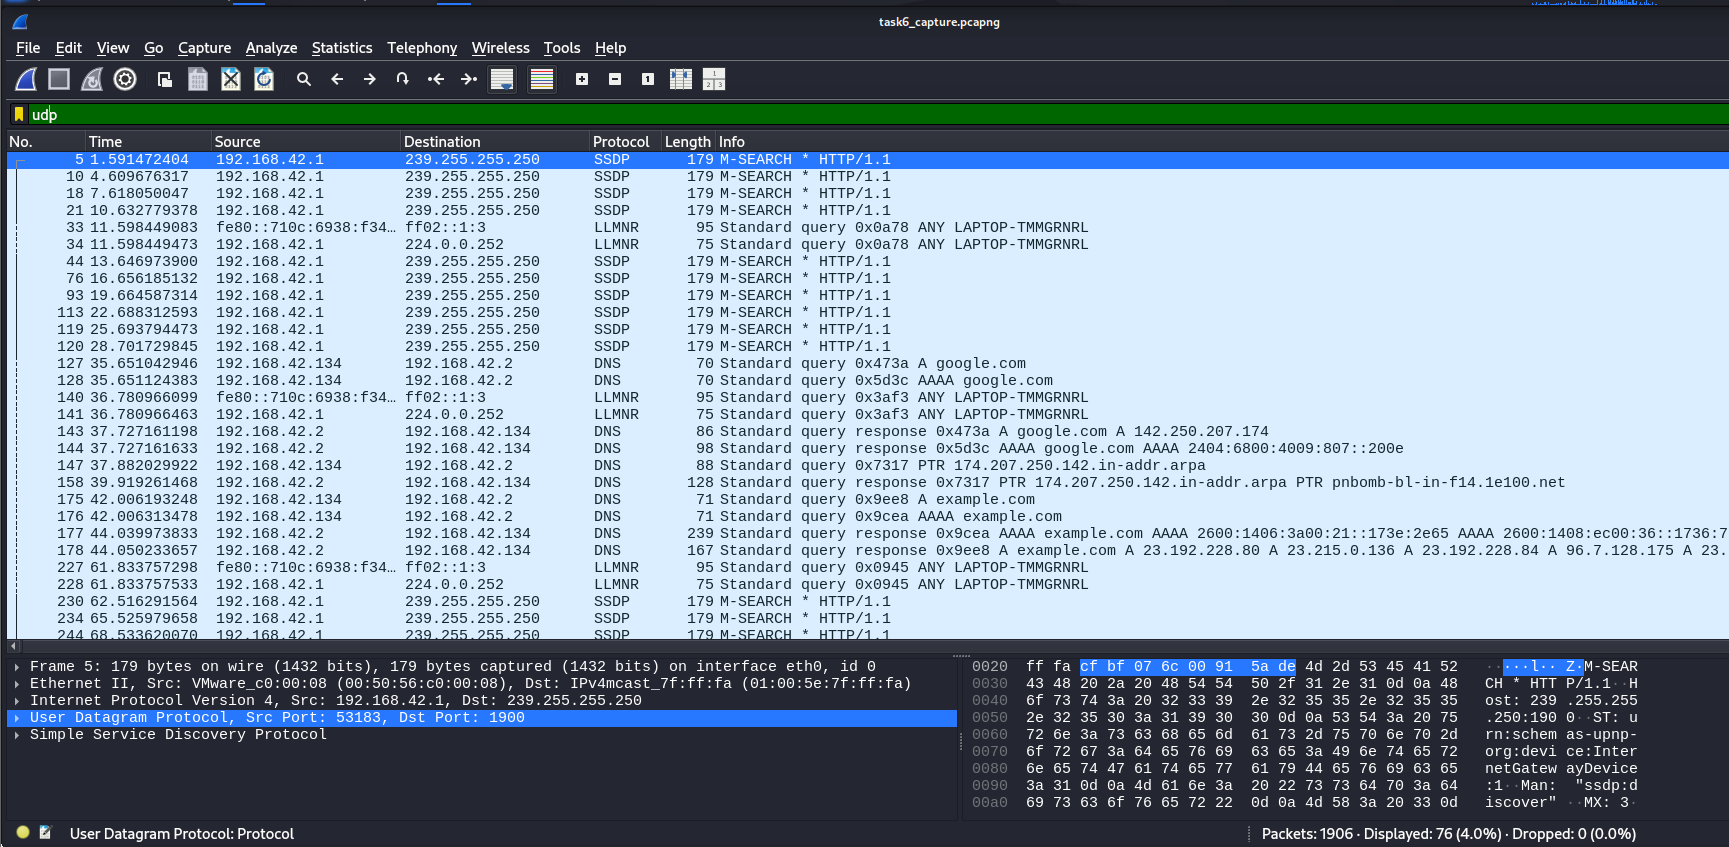 task6_capture.pcapng
File Edit View Go Capture Analyze Statistics Telephony Wireless Tools Help
udp
No. Time Source Destination Protocol Length Info
5 1.591472404 192.168.42.1 239.255.255.250 SSDP 179 M-SEARCH * HTTP/1.1
10 4.609676317 192.168.42.1 239.255.255.250 SSDP 179 M-SEARCH * HTTP/1.1
18 7.618050047 192.168.42.1 239.255.255.250 SSDP 179 M-SEARCH * HTTP/1.1
21 10.632779378 192.168.42.1 239.255.255.250 SSDP 179 M-SEARCH * HTTP/1.1
33 11.598449083 fe80::710c:6938:f34… ff02::1:3 LLMNR 95 Standard query 0x0a78 ANY LAPTOP-TMMGRNRL
34 11.598449473 192.168.42.1 224.0.0.252 LLMNR 75 Standard query 0x0a78 ANY LAPTOP-TMMGRNRL
44 13.646973900 192.168.42.1 239.255.255.250 SSDP 179 M-SEARCH * HTTP/1.1
76 16.656185132 192.168.42.1 239.255.255.250 SSDP 179 M-SEARCH * HTTP/1.1
93 19.664587314 192.168.42.1 239.255.255.250 SSDP 179 M-SEARCH * HTTP/1.1
113 22.688312593 192.168.42.1 239.255.255.250 SSDP 179 M-SEARCH * HTTP/1.1
119 25.693794473 192.168.42.1 239.255.255.250 SSDP 179 M-SEARCH * HTTP/1.1
120 28.701729845 192.168.42.1 239.255.255.250 SSDP 179 M-SEARCH * HTTP/1.1
127 35.651042946 192.168.42.134 192.168.42.2 DNS 70 Standard query 0x473a A google.com
128 35.651124383 192.168.42.134 192.168.42.2 DNS 70 Standard query 0x5d3c AAAA google.com
140 36.780966099 fe80::710c:6938:f34… ff02::1:3 LLMNR 95 Standard query 0x3af3 ANY LAPTOP-TMMGRNRL
141 36.780966463 192.168.42.1 224.0.0.252 LLMNR 75 Standard query 0x3af3 ANY LAPTOP-TMMGRNRL
143 37.727161198 192.168.42.2 192.168.42.134 DNS 86 Standard query response 0x473a A google.com A 142.250.207.174
144 37.727161633 192.168.42.2 192.168.42.134 DNS 98 Standard query response 0x5d3c AAAA google.com AAAA 2404:6800:4009:807::200e
147 37.882029922 192.168.42.134 192.168.42.2 DNS 88 Standard query 0x7317 PTR 174.207.250.142.in-addr.arpa
158 39.919261468 192.168.42.2 192.168.42.134 DNS 128 Standard query response 0x7317 PTR 174.207.250.142.in-addr.arpa PTR pnbomb-bl-in-f14.1e100.net
175 42.006193248 192.168.42.134 192.168.42.2 DNS 71 Standard query 0x9ee8 A example.com
176 42.006313478 192.168.42.134 192.168.42.2 DNS 71 Standard query 0x9cea AAAA example.com
177 44.039973833 192.168.42.2 192.168.42.134 DNS 239 Standard query response 0x9cea AAAA example.com AAAA 2600:1406:3a00:21::173e:2e65 AAAA 2600:1408:ec00:36::1736:7
178 44.050233657 192.168.42.2 192.168.42.134 DNS 167 Standard query response 0x9ee8 A example.com A 23.192.228.80 A 23.215.0.136 A 23.192.228.84 A 96.7.128.175 A 23.
227 61.833757298 fe80::710c:6938:f34… ff02::1:3 LLMNR 95 Standard query 0x0945 ANY LAPTOP-TMMGRNRL
228 61.833757533 192.168.42.1 224.0.0.252 LLMNR 75 Standard query 0x0945 ANY LAPTOP-TMMGRNRL
230 62.516291564 192.168.42.1 239.255.255.250 SSDP 179 M-SEARCH * HTTP/1.1
234 65.525979658 192.168.42.1 239.255.255.250 SSDP 179 M-SEARCH * HTTP/1.1
244 68.533620070 192.168.42.1 239.255.255.250 SSDP 179 M-SEARCH * HTTP/1.1
Frame 5: 179 bytes on wire (1432 bits), 179 bytes captured (1432 bits) on interface eth0, id 0
Ethernet II, Src: VMware_c0:00:08 (00:50:56:c0:00:08), Dst: IPv4mcast_7f:ff:fa (01:00:5e:7f:ff:fa)
Internet Protocol Version 4, Src: 192.168.42.1, Dst: 239.255.255.250
User Datagram Protocol, Src Port: 53183, Dst Port: 1900
Simple Service Discovery Protocol
0020 ff fa cf bf 07 6c 00 91 5a de 4d 2d 53 45 41 52 ·····l·· Z·M-SEAR
0030 43 48 20 2a 20 48 54 54 50 2f 31 2e 31 0d 0a 48 CH * HTT P/1.1··H
0040 6f 73 74 3a 20 32 33 39 2e 32 35 35 2e 32 35 35 ost: 239 .255.255
0050 2e 32 35 30 3a 31 39 30 30 0d 0a 53 54 3a 20 75 .250:190 0··ST: u
0060 72 6e 3a 73 63 68 65 6d 61 73 2d 75 70 6e 70 2d rn:schem as-upnp-
0070 6f 72 67 3a 64 65 76 69 63 65 3a 49 6e 74 65 72 org:devi ce:Inter
0080 6e 65 74 47 61 74 65 77 61 79 44 65 76 69 63 65 netGatew ayDevice
0090 3a 31 0d 0a 4d 61 6e 3a 20 22 73 73 64 70 3a 64 :1··Man: "ssdp:d
00a0 69 73 63 6f 76 65 72 22 0d 0a 4d 58 3a 20 33 0d iscover" ··MX: 3·
User Datagram Protocol: Protocol
Packets: 1906 · Displayed: 76 (4.0%) · Dropped: 0 (0.0%)